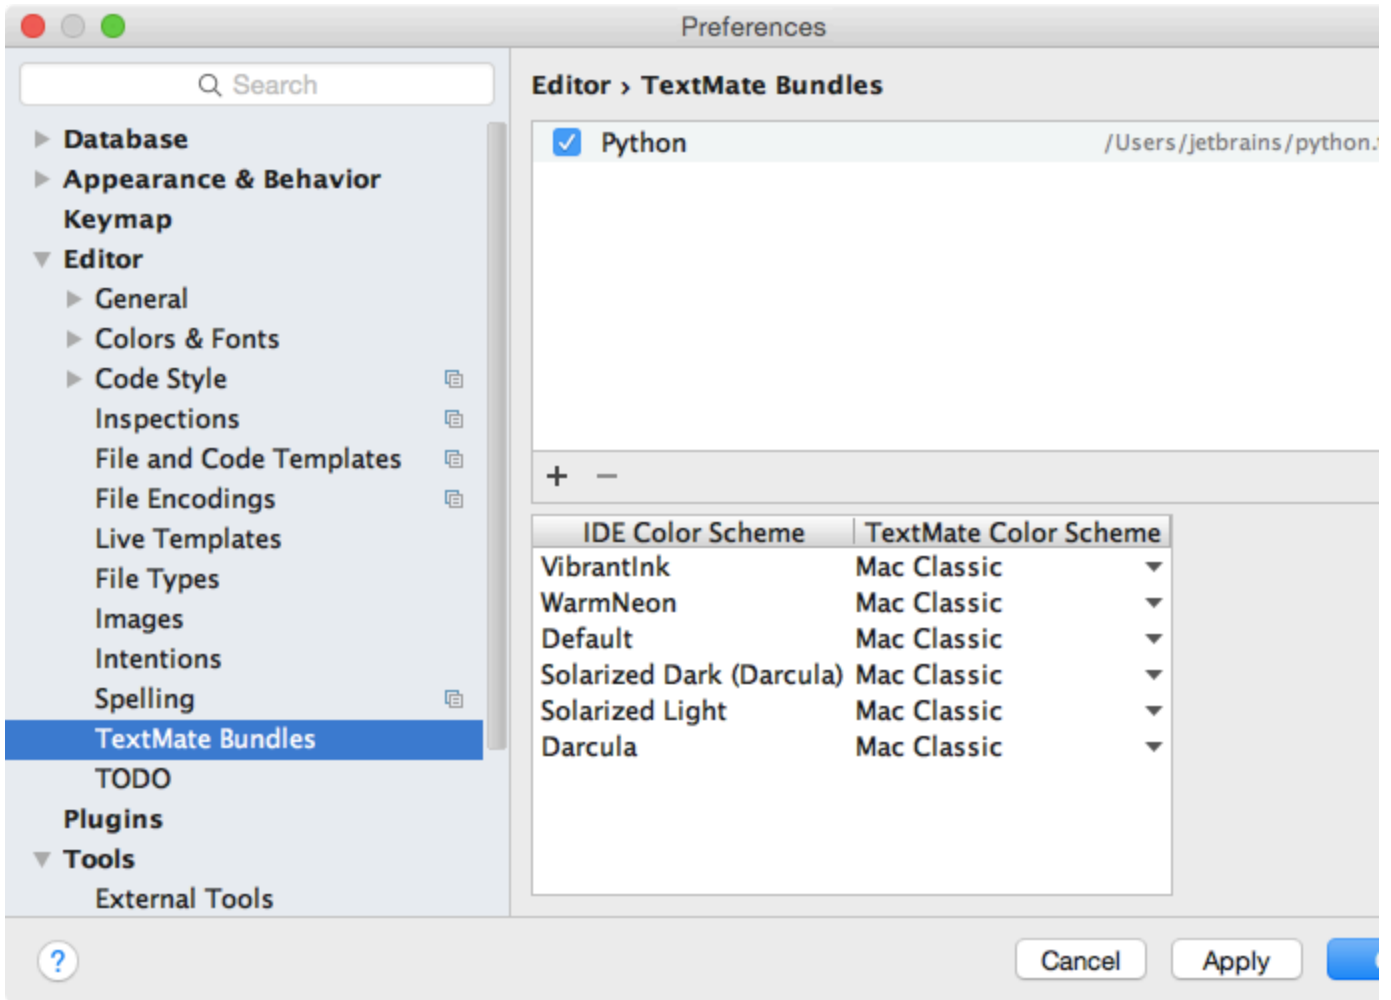 Preferences
Search
Database
Appearance & Behavior
Keymap
Editor
General
Colors & Fonts
Code Style
Inspections
File and Code Templates
File Encodings
Live Templates
File Types
Images
Intentions
Spelling
TextMate Bundles
TODO
Plugins
Tools
External Tools
Editor › TextMate Bundles
Python /Users/jetbrains/python.
+ −
IDE Color Scheme TextMate Color Scheme
VibrantInk Mac Classic
WarmNeon Mac Classic
Default Mac Classic
Solarized Dark (Darcula) Mac Classic
Solarized Light Mac Classic
Darcula Mac Classic
? Cancel Apply